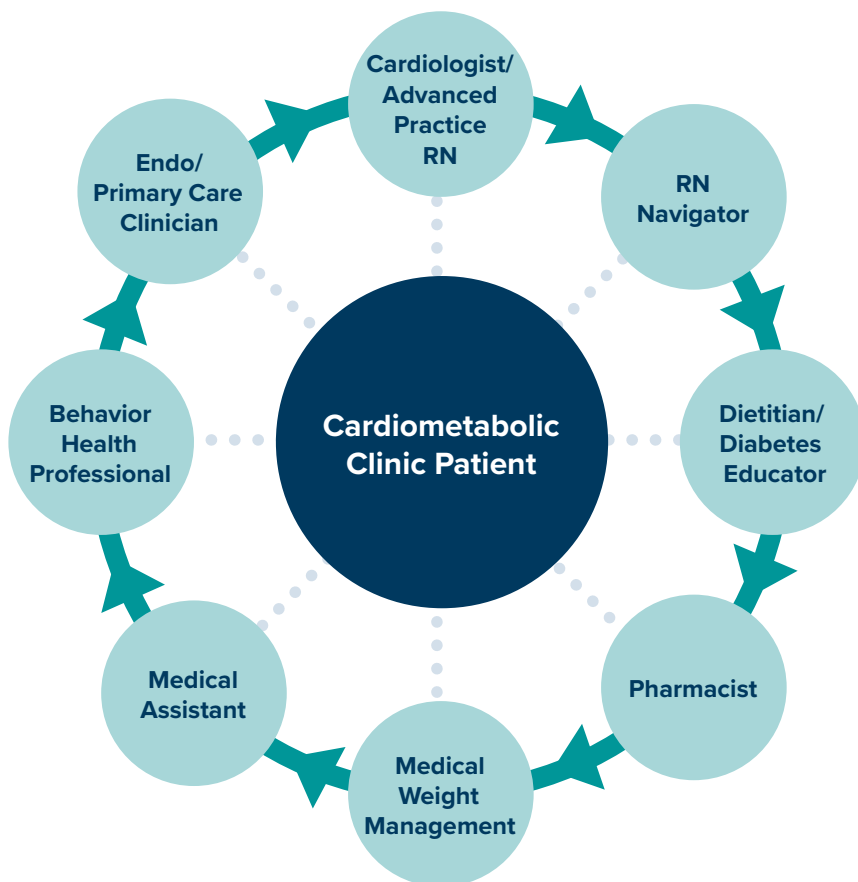 Cardiologist/
Advanced
Practice
RN
RN
Navigator
Dietitian/
Diabetes
Educator
Pharmacist
Medical
Weight
Management
Medical
Assistant
Behavior
Health
Professional
Endo/
Primary Care
Clinician
Cardiometabolic
Clinic Patient